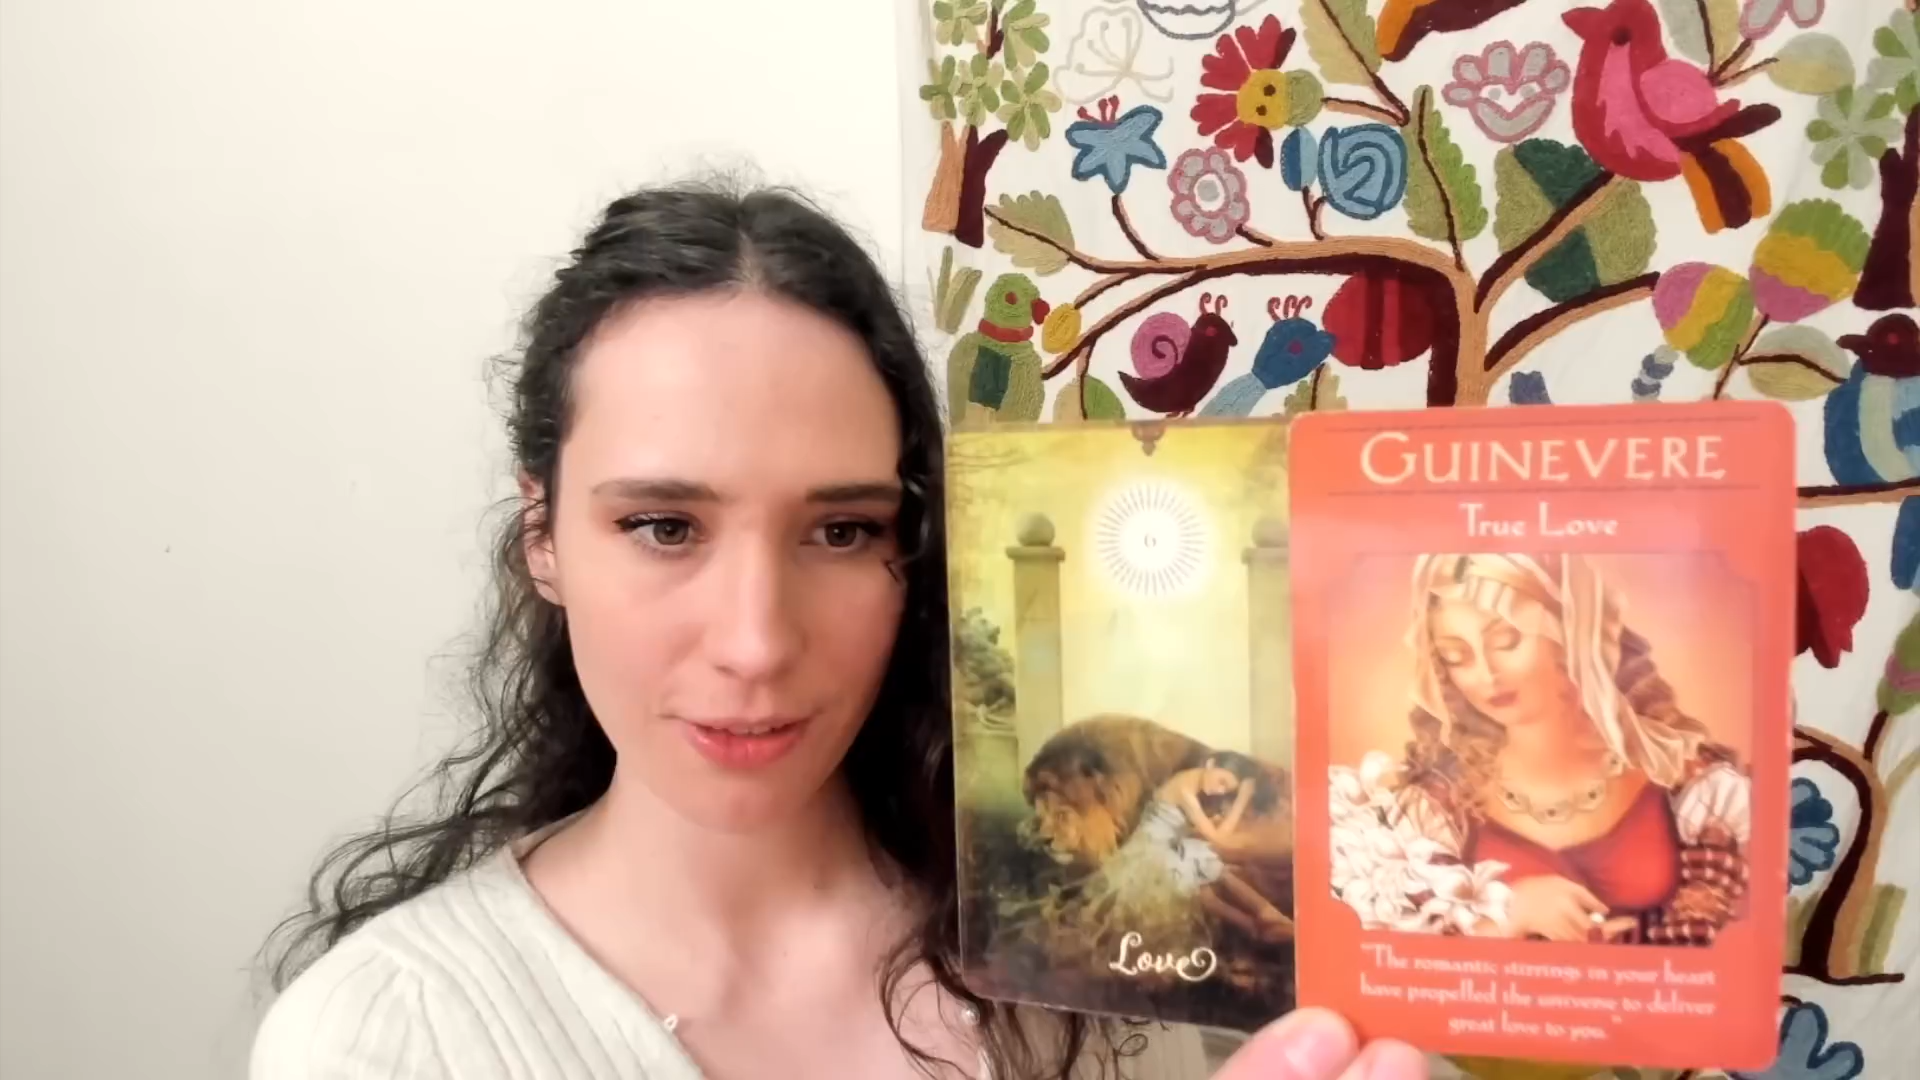 6
Love
GUINEVERE
True Love
"The romantic stirrings in your heart
have propelled the universe to deliver
great love to you."